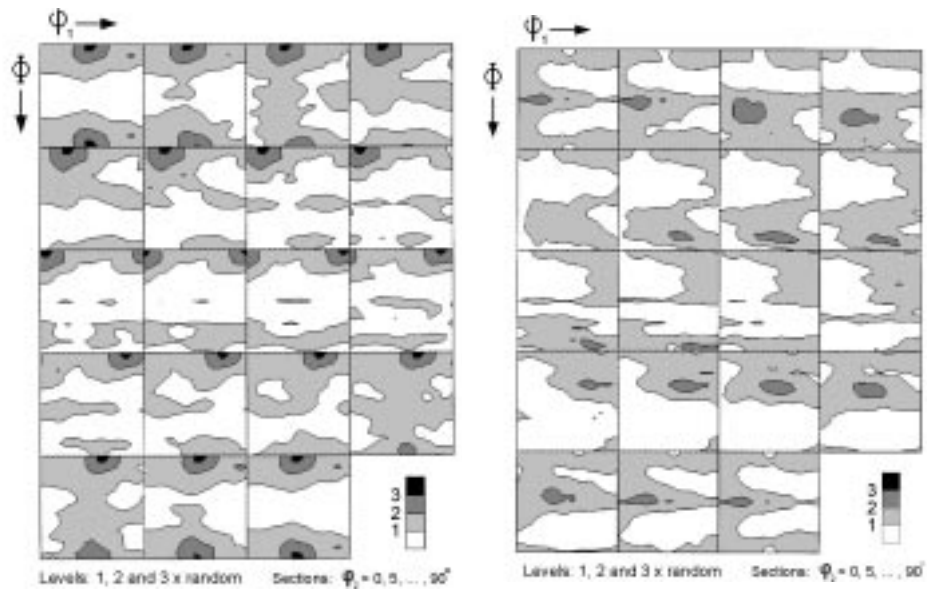 φ₁
Φ
3
2
1
Levels: 1, 2 and 3 x random Sections: φ₂ = 0, 5, ... , 90°
φ₁
Φ
3
2
1
Levels: 1, 2 and 3 x random Sections: φ₂ = 0, 5, ... , 90°